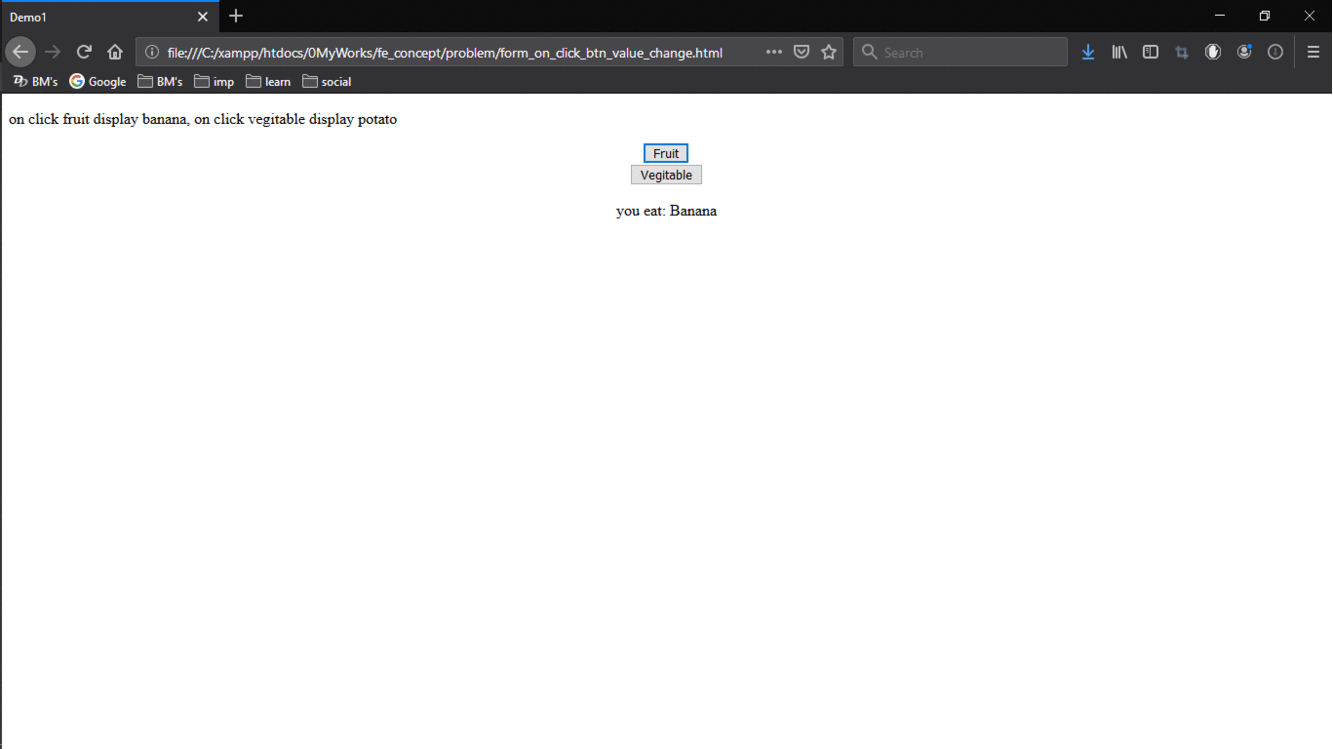 Demo1
file:///C:/xampp/htdocs/0MyWorks/fe_concept/problem/form_on_click_btn_value_change.html
Search
BM's Google BM's imp learn social
on click fruit display banana, on click vegitable display potato
Fruit
Vegitable
you eat: Banana